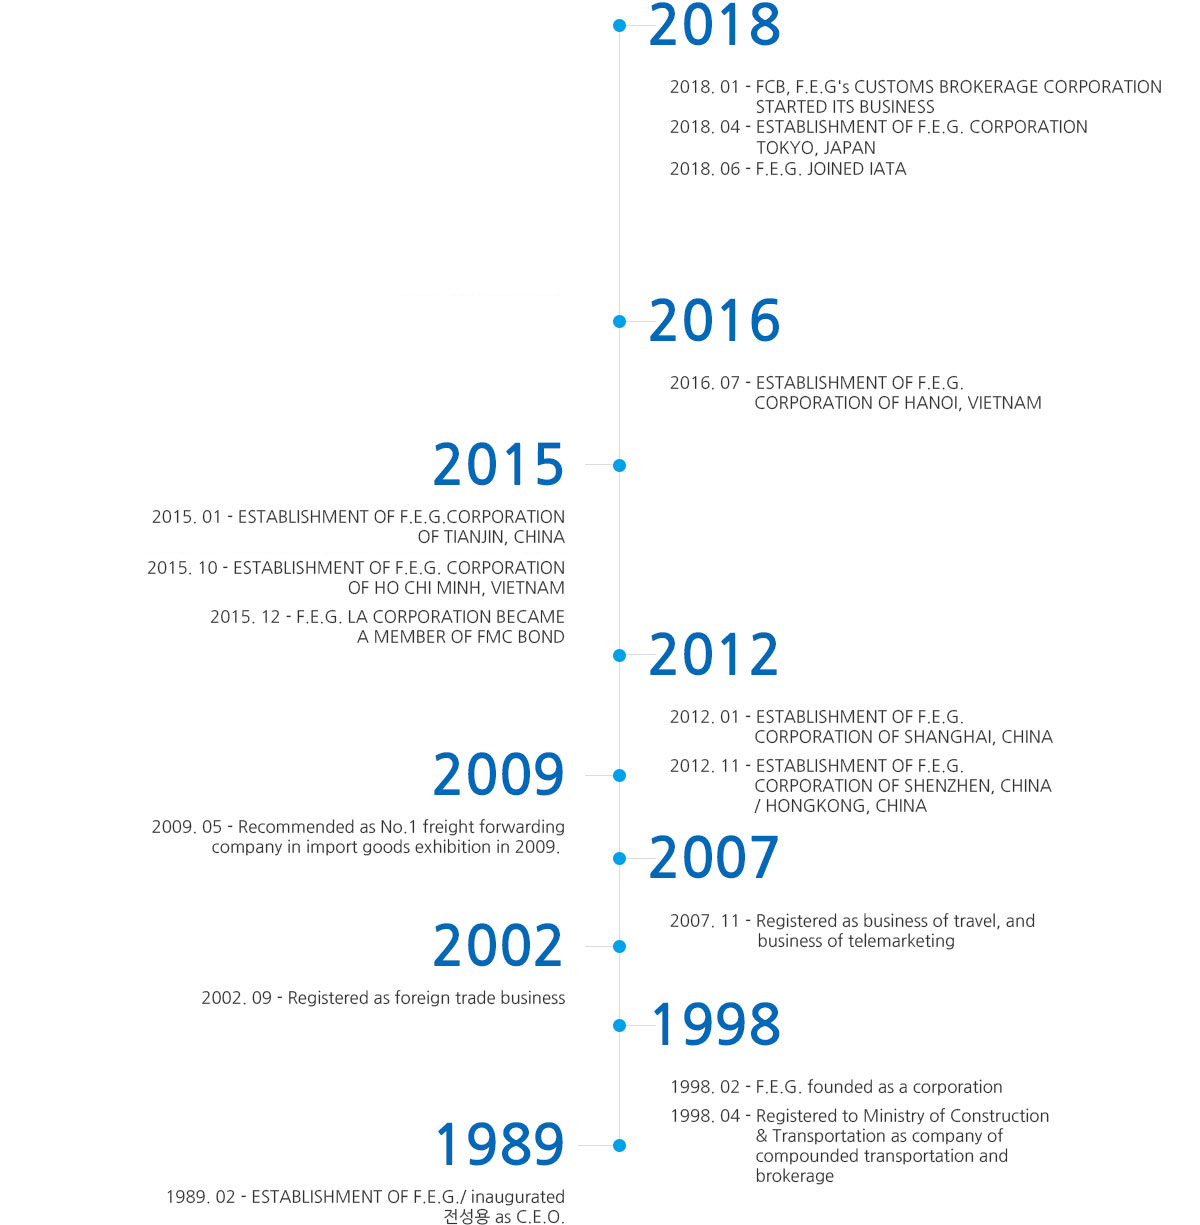 2018
2018. 01 - FCB, F.E.G's CUSTOMS BROKERAGE CORPORATION
STARTED ITS BUSINESS
2018. 04 - ESTABLISHMENT OF F.E.G. CORPORATION
TOKYO, JAPAN
2018. 06 - F.E.G. JOINED IATA
2016
2016. 07 - ESTABLISHMENT OF F.E.G.
CORPORATION OF HANOI, VIETNAM
2015
2015. 01 - ESTABLISHMENT OF F.E.G.CORPORATION
OF TIANJIN, CHINA
2015. 10 - ESTABLISHMENT OF F.E.G. CORPORATION
OF HO CHI MINH, VIETNAM
2015. 12 - F.E.G. LA CORPORATION BECAME
A MEMBER OF FMC BOND
2012
2012. 01 - ESTABLISHMENT OF F.E.G.
CORPORATION OF SHANGHAI, CHINA
2012. 11 - ESTABLISHMENT OF F.E.G.
CORPORATION OF SHENZHEN, CHINA
/ HONGKONG, CHINA
2009
2009. 05 - Recommended as No.1 freight forwarding
company in import goods exhibition in 2009.
2007
2007. 11 - Registered as business of travel, and
business of telemarketing
2002
2002. 09 - Registered as foreign trade business
1998
1998. 02 - F.E.G. founded as a corporation
1998. 04 - Registered to Ministry of Construction
& Transportation as company of
compounded transportation and
brokerage
1989
1989. 02 - ESTABLISHMENT OF F.E.G./ inaugurated
전성용 as C.E.O.